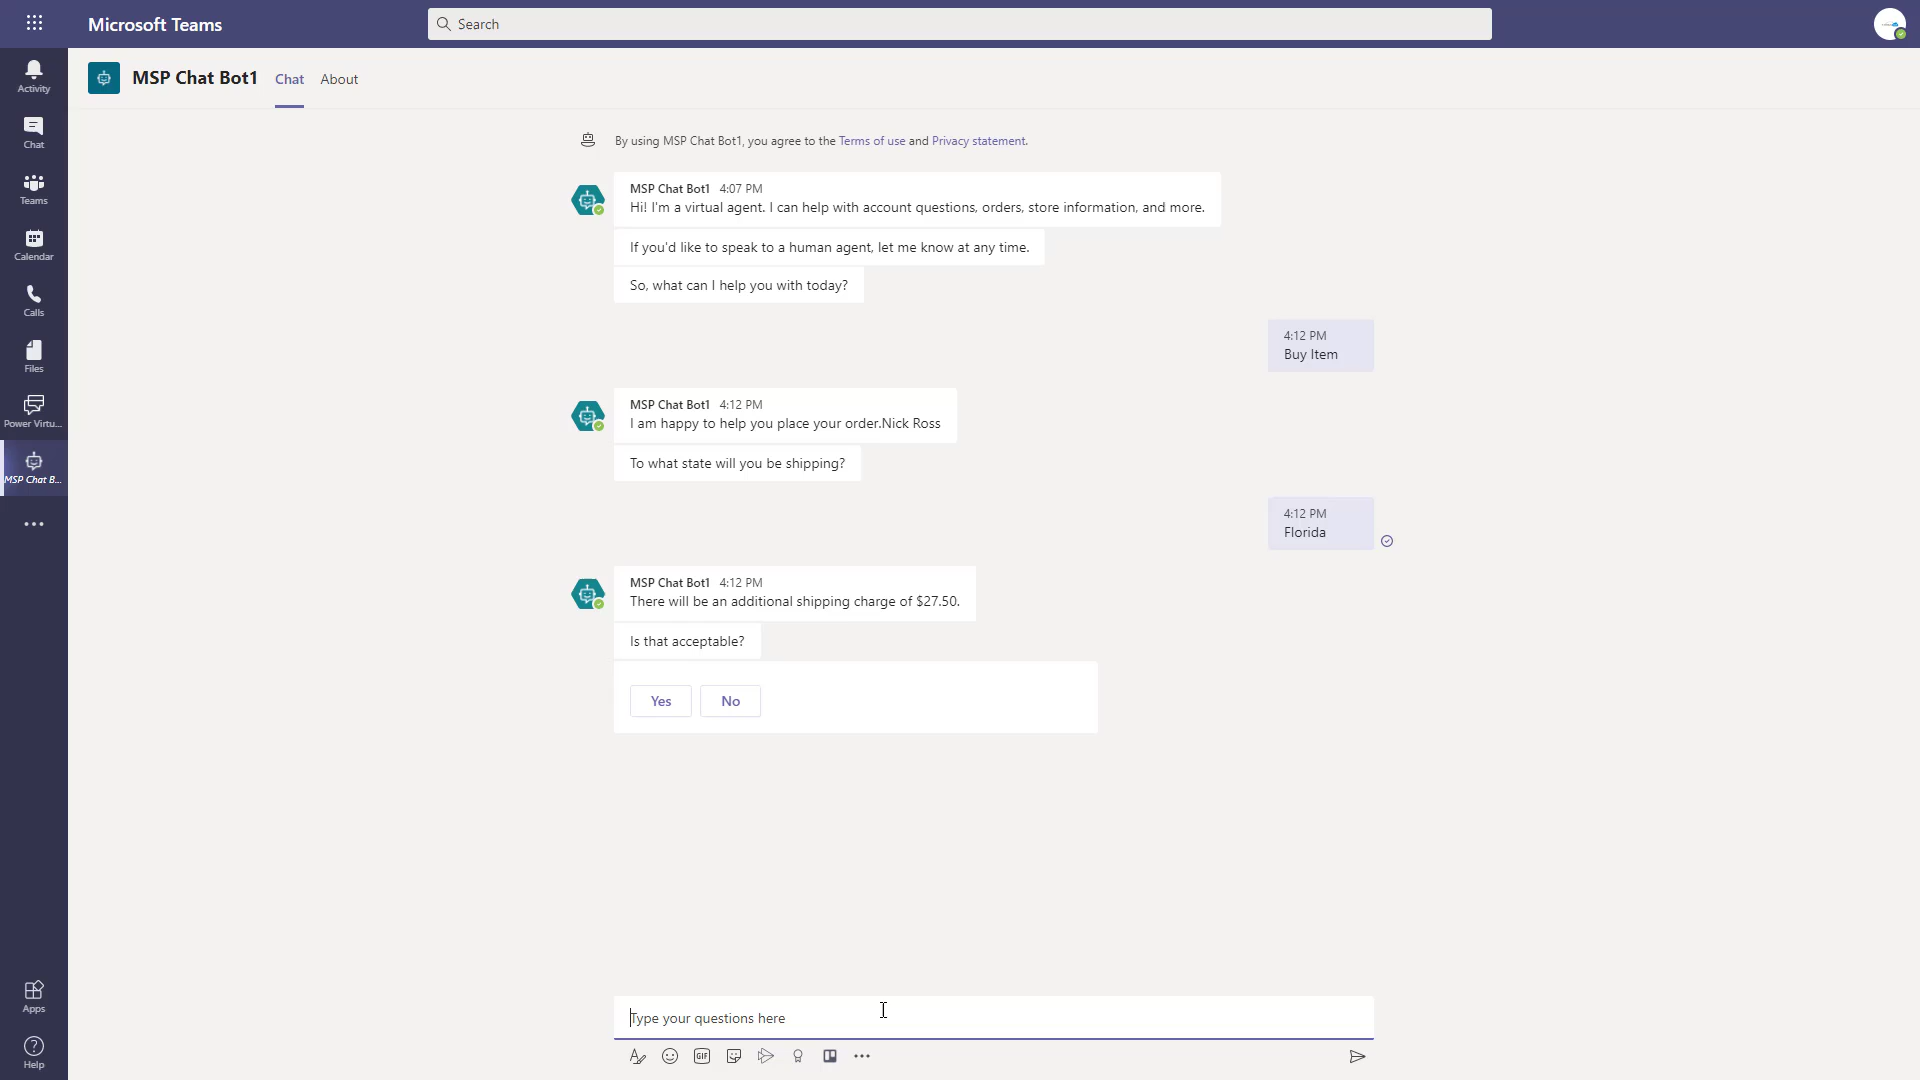 Microsoft Teams
Search
Activity
Chat
Teams
Calendar
Calls
Files
Power Virtu...
MSP Chat B...
Apps
Help
MSP Chat Bot1 Chat About
By using MSP Chat Bot1, you agree to the Terms of use and Privacy statement.
MSP Chat Bot1 4:07 PM
Hi! I'm a virtual agent. I can help with account questions, orders, store information, and more.
If you'd like to speak to a human agent, let me know at any time.
So, what can I help you with today?
4:12 PM
Buy Item
MSP Chat Bot1 4:12 PM
I am happy to help you place your order.Nick Ross
To what state will you be shipping?
4:12 PM
Florida
MSP Chat Bot1 4:12 PM
There will be an additional shipping charge of $27.50.
Is that acceptable?
Yes No
Type your questions here
GIF